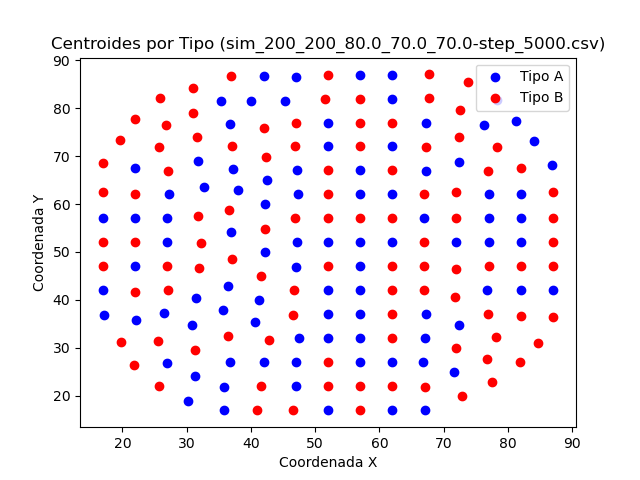 Centroides por Tipo (sim_200_200_80.0_70.0_70.0-step_5000.csv)
Tipo A
Tipo B
90
80
70
60
50
40
30
20
Coordenada Y
20 30 40 50 60 70 80 90
Coordenada X